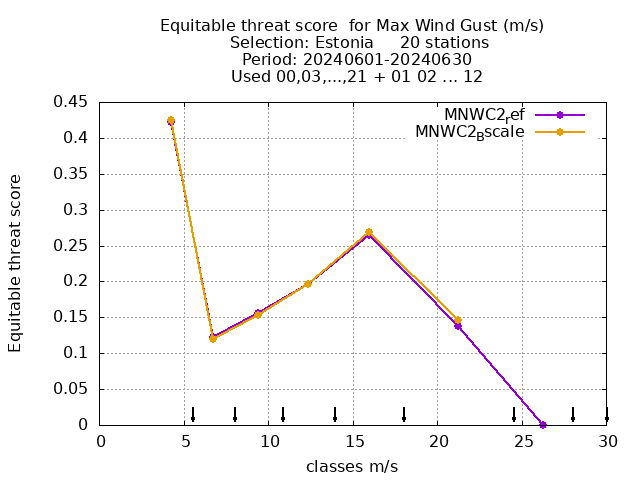 Equitable threat score  for Max Wind Gust (m/s)
Selection: Estonia     20 stations
Period: 20240601-20240630
Used 00,03,...,21 + 01 02 ... 12
MNWC2_ref
MNWC2_Bscale
Equitable threat score
0.45
0.4
0.35
0.3
0.25
0.2
0.15
0.1
0.05
0
0 5 10 15 20 25 30
classes m/s